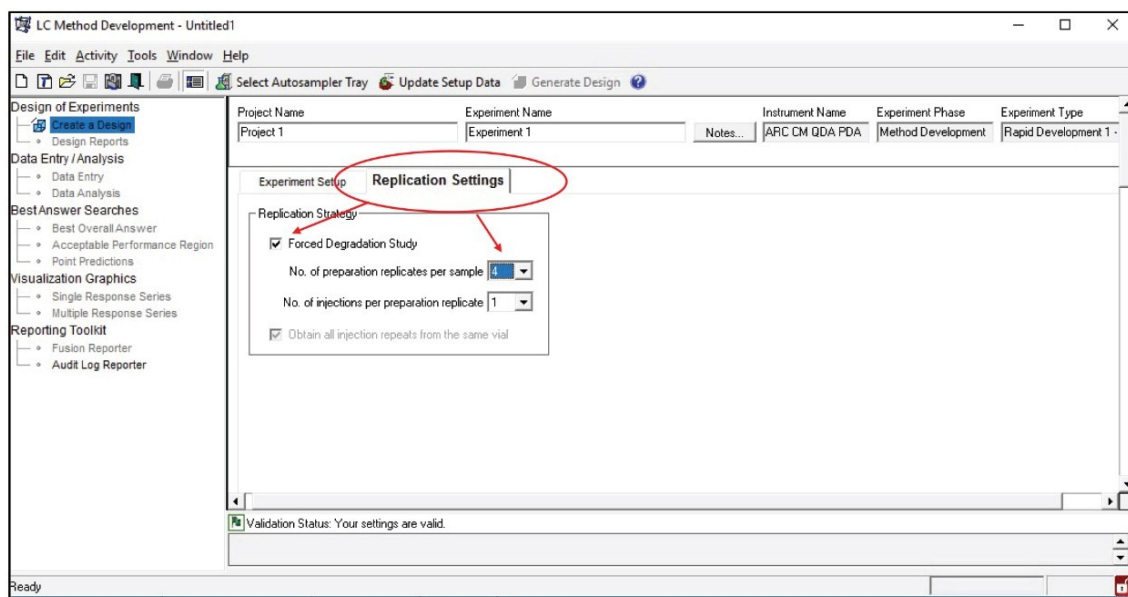 LC Method Development - Untitled1
File Edit Activity Tools Window Help
Select Autosampler Tray Update Setup Data Generate Design
Design of Experiments
Create a Design
Design Reports
Data Entry / Analysis
Data Entry
Data Analysis
Best Answer Searches
Best Overall Answer
Acceptable Performance Region
Point Predictions
Visualization Graphics
Single Response Series
Multiple Response Series
Reporting Toolkit
Fusion Reporter
Audit Log Reporter
Project Name Experiment Name Instrument Name Experiment Phase Experiment Type
Project 1 Experiment 1 Notes... ARC CM QDA PDA Method Development Rapid Development 1 -
Experiment Setup Replication Settings
Replication Strategy
Forced Degradation Study
No. of preparation replicates per sample 4
No. of injections per preparation replicate 1
Obtain all injection repeats from the same vial
Validation Status: Your settings are valid.
Ready